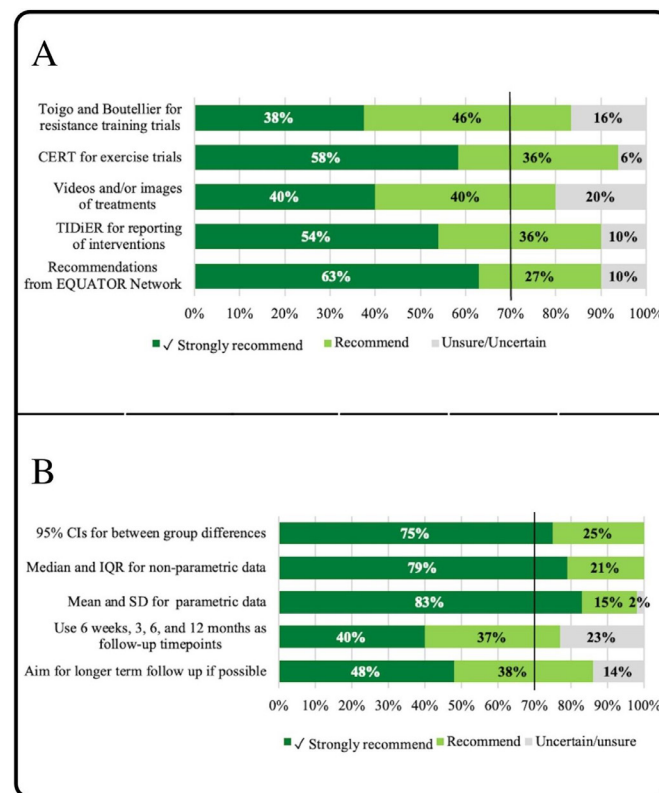 A
Toigo and Boutellier for
resistance training trials
38% 46% 16%
CERT for exercise trials
58% 36% 6%
Videos and/or images
of treatments
40% 40% 20%
TIDiER for reporting
of interventions
54% 36% 10%
Recommendations
from EQUATOR Network
63% 27% 10%
0% 10% 20% 30% 40% 50% 60% 70% 80% 90% 100%
✓ Strongly recommend Recommend Unsure/Uncertain
B
95% CIs for between group differences
75% 25%
Median and IQR for non-parametric data
79% 21%
Mean and SD for parametric data
83% 15% 2%
Use 6 weeks, 3, 6, and 12 months as
follow-up timepoints
40% 37% 23%
Aim for longer term follow up if possible
48% 38% 14%
0% 10% 20% 30% 40% 50% 60% 70% 80% 90% 100%
✓ Strongly recommend Recommend Uncertain/unsure